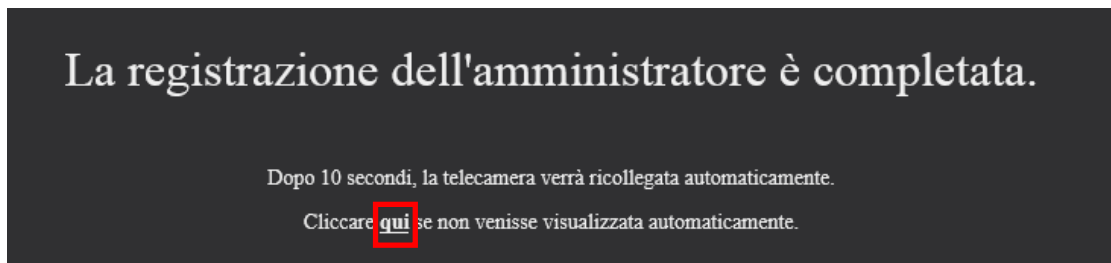 La registrazione dell'amministratore è completata.
Dopo 10 secondi, la telecamera verrà ricollegata automaticamente.
Cliccare qui se non venisse visualizzata automaticamente.